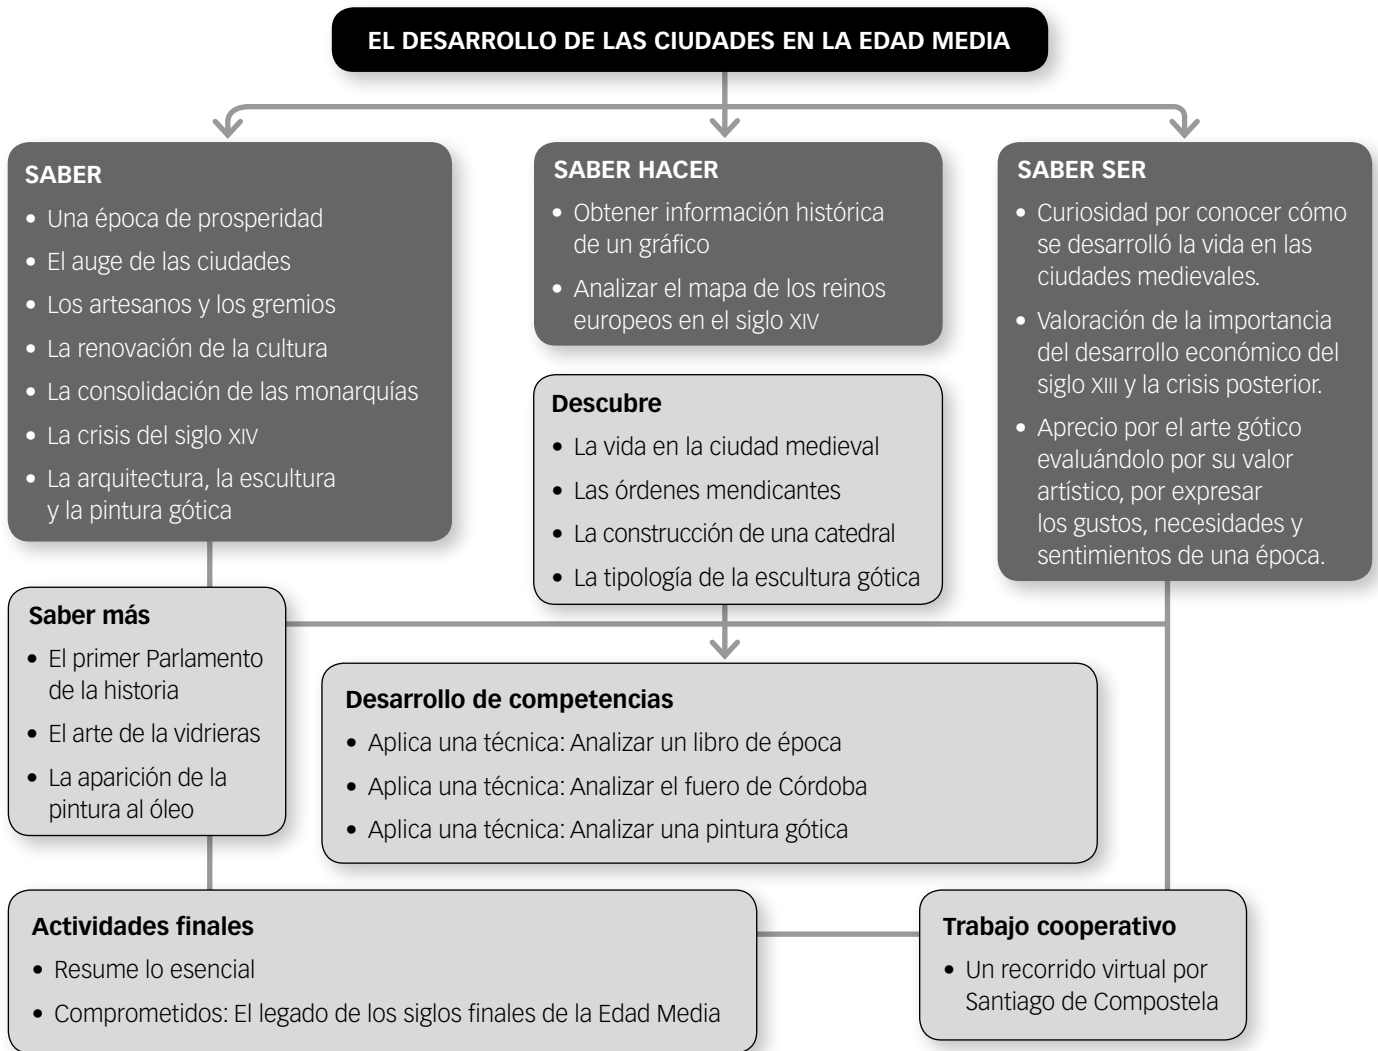 EL DESARROLLO DE LAS CIUDADES EN LA EDAD MEDIA
SABER
• Una época de prosperidad
• El auge de las ciudades
• Los artesanos y los gremios
• La renovación de la cultura
• La consolidación de las monarquías
• La crisis del siglo XIV
• La arquitectura, la escultura
y la pintura gótica
SABER HACER
• Obtener información histórica
de un gráfico
• Analizar el mapa de los reinos
europeos en el siglo XIV
SABER SER
• Curiosidad por conocer cómo
se desarrolló la vida en las
ciudades medievales.
• Valoración de la importancia
del desarrollo económico del
siglo XIII y la crisis posterior.
• Aprecio por el arte gótico
evaluándolo por su valor
artístico, por expresar
los gustos, necesidades y
sentimientos de una época.
Descubre
• La vida en la ciudad medieval
• Las órdenes mendicantes
• La construcción de una catedral
• La tipología de la escultura gótica
Saber más
• El primer Parlamento
de la historia
• El arte de la vidrieras
• La aparición de la
pintura al óleo
Desarrollo de competencias
• Aplica una técnica: Analizar un libro de época
• Aplica una técnica: Analizar el fuero de Córdoba
• Aplica una técnica: Analizar una pintura gótica
Actividades finales
• Resume lo esencial
• Comprometidos: El legado de los siglos finales de la Edad Media
Trabajo cooperativo
• Un recorrido virtual por
Santiago de Compostela